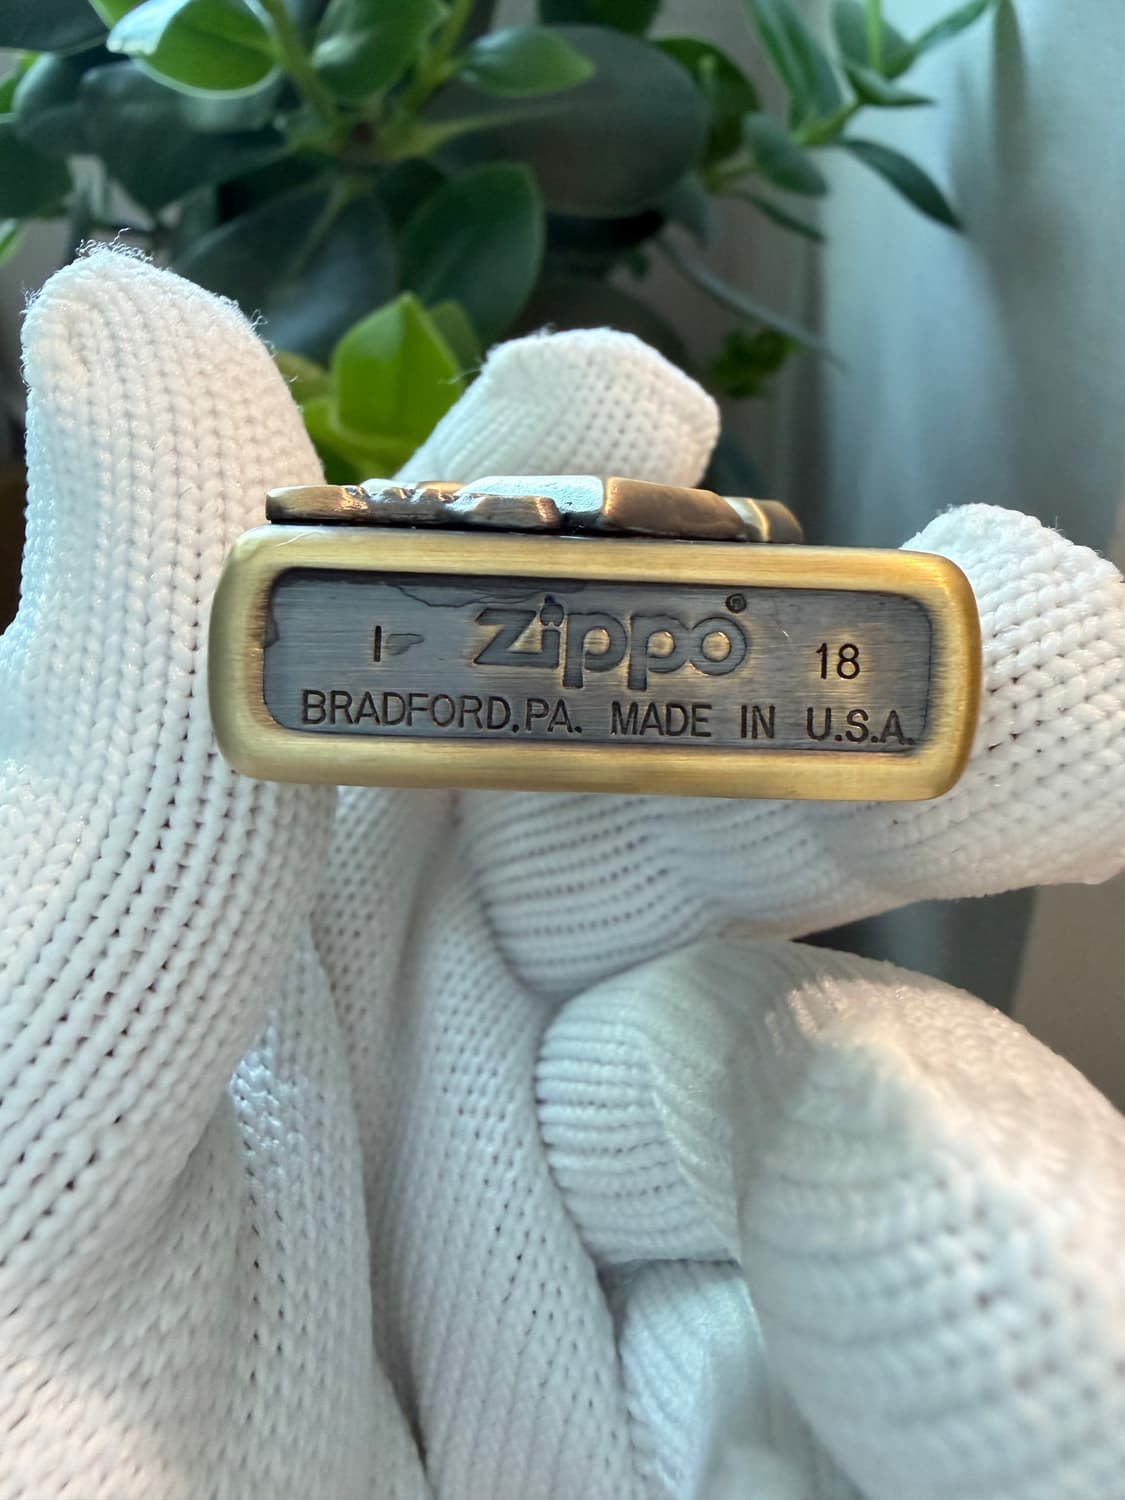 I zippo® 18
BRADFORD,PA. MADE IN U.S.A.